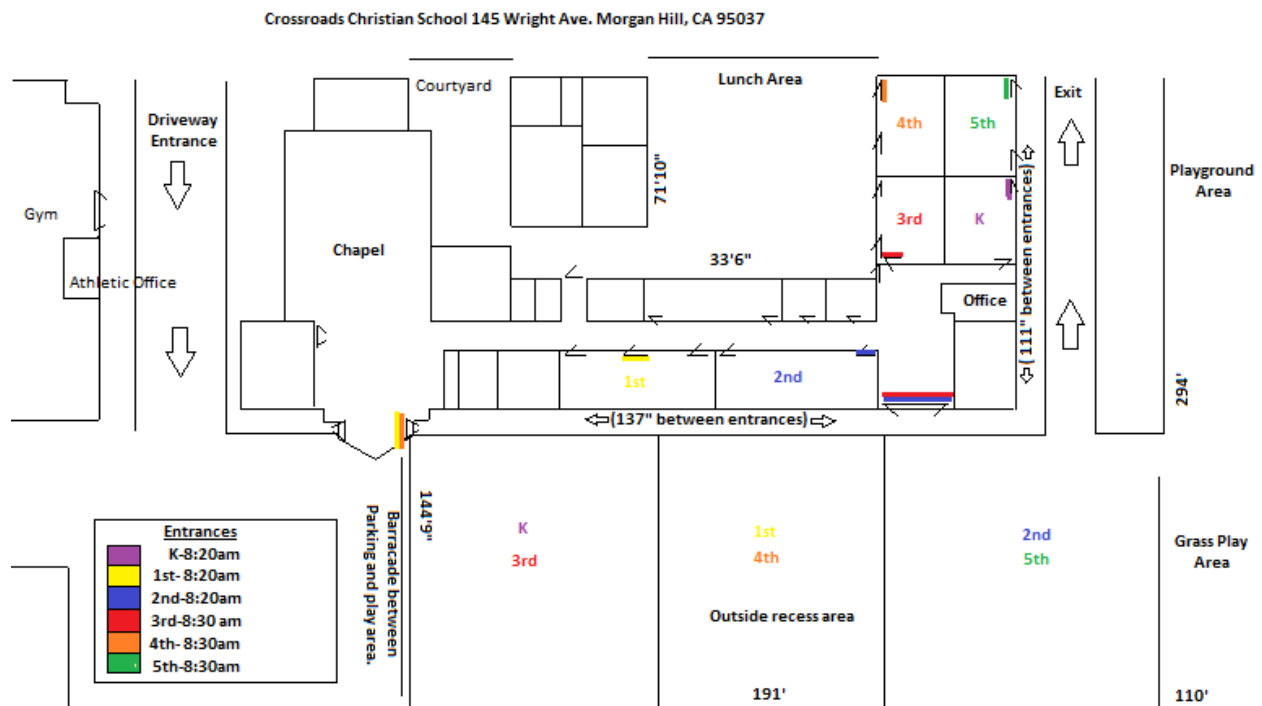 Crossroads Christian School 145 Wright Ave. Morgan Hill, CA 95037
Courtyard
Lunch Area
Driveway
Entrance
Exit
4th
5th
Playground
Area
71'10"
Gym
3rd
K
Chapel
33'6"
Athletic Office
Office
( 111" between entrances)
1st
2nd
294'
(137" between entrances)
144'9"
Barracade between
Parking and play area.
K
3rd
1st
4th
2nd
5th
Grass Play
Area
Outside recess area
Entrances
K-8:20am
1st- 8:20am
2nd-8:20am
3rd-8:30 am
4th- 8:30am
5th-8:30am
191'
110'